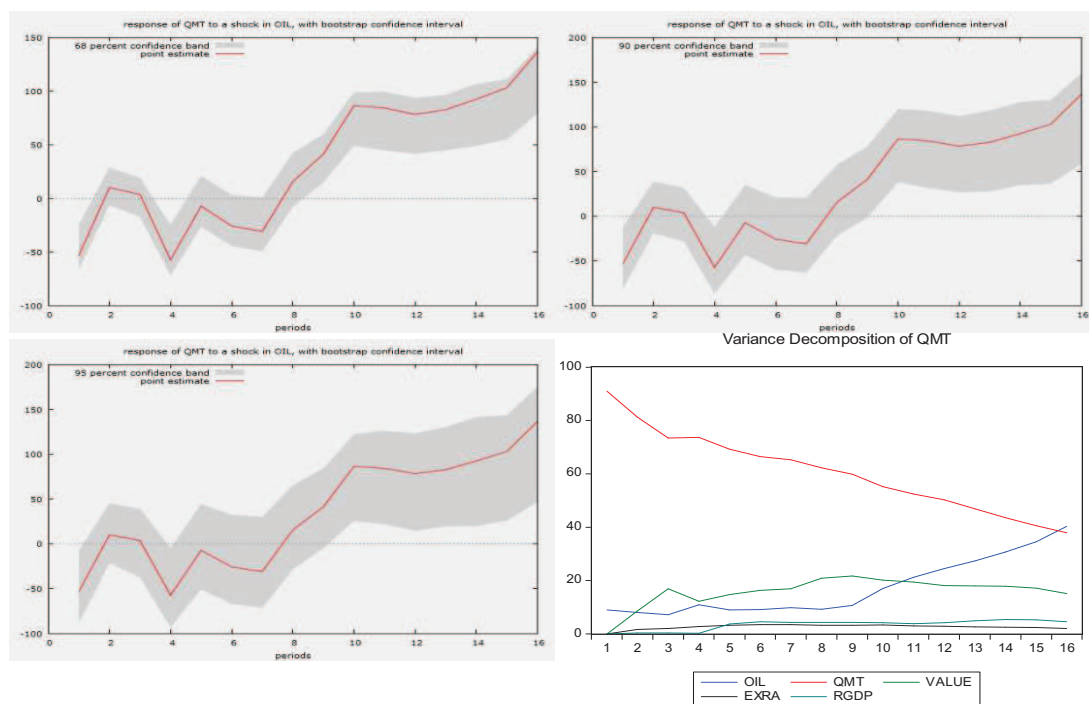 response of QMT to a shock in OIL, with bootstrap confidence interval
150
100
50
0
-50
-100
68 percent confidence band
point estimate
0 2 4 6 8 10 12 14 16
periods
response of QMT to a shock in OIL, with bootstrap confidence interval
200
150
100
50
0
-50
-100
90 percent confidence band
point estimate
0 2 4 6 8 10 12 14 16
periods
response of QMT to a shock in OIL, with bootstrap confidence interval
200
150
100
50
0
-50
-100
95 percent confidence band
point estimate
0 2 4 6 8 10 12 14 16
periods
Variance Decomposition of QMT
100
80
60
40
20
0
1 2 3 4 5 6 7 8 9 10 11 12 13 14 15 16
OIL QMT VALUE
EXRA RGDP